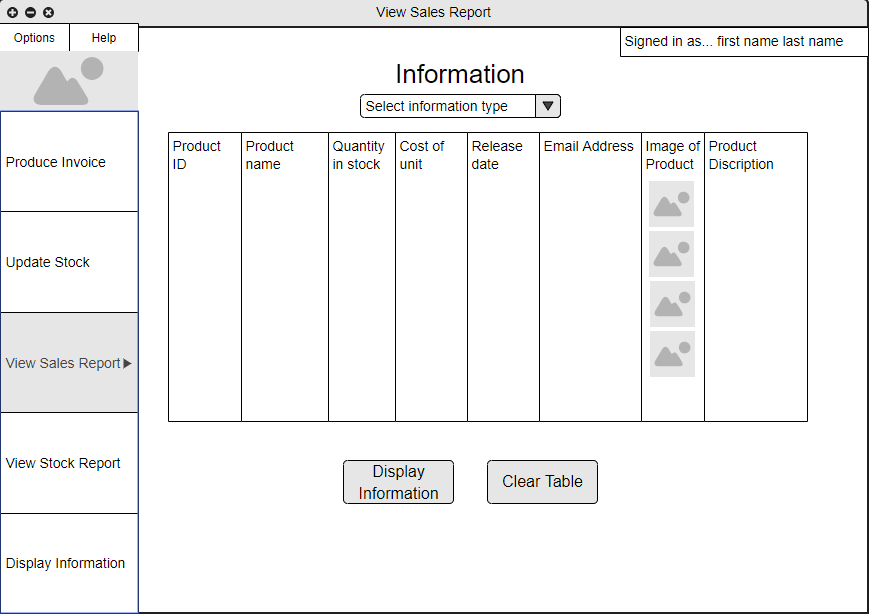 View Sales Report
Options
Help
Signed in as... first name last name
Information
Select information type
Product
ID
Product
name
Quantity
in stock
Cost of
unit
Release
date
Email Address
Image of
Product
Product
Discription
Produce Invoice
Update Stock
View Sales Report
View Stock Report
Display Information
Display
Information
Clear Table